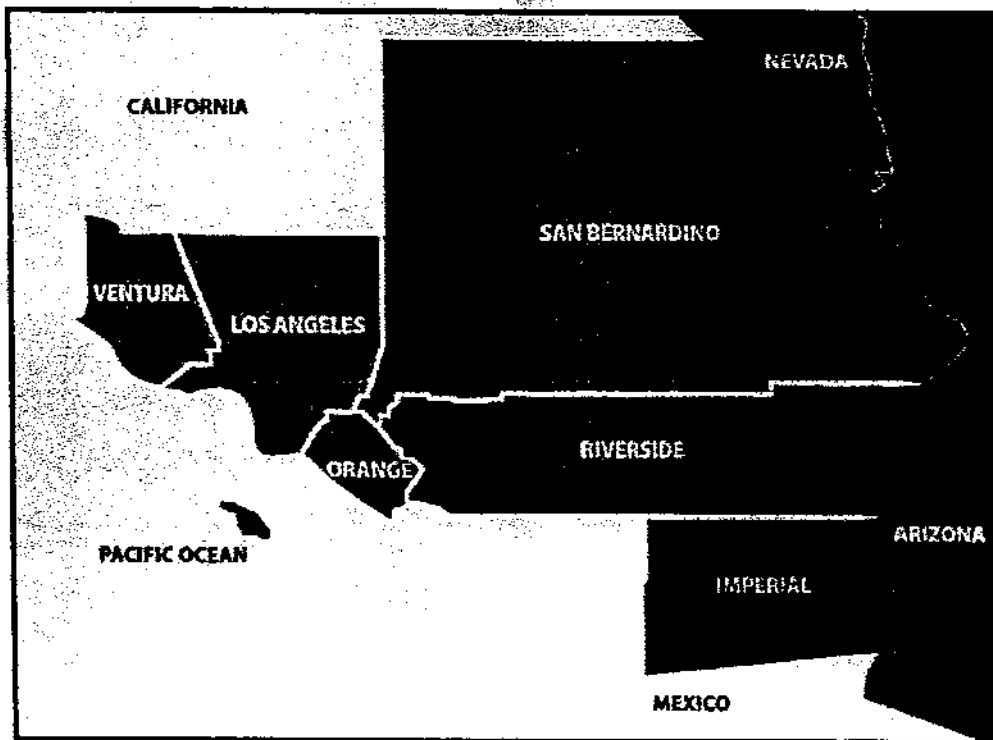 NEVADA
CALIFORNIA
SAN BERNARDINO
VENTURA
LOS ANGELES
RIVERSIDE
ORANGE
ARIZONA
PACIFIC OCEAN
IMPERIAL
MEXICO